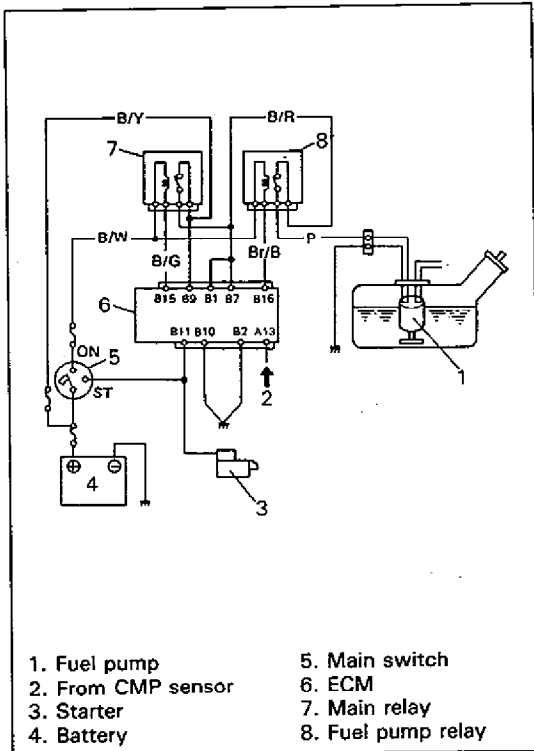 B/Y
B/R
7
8
B/W
B/G
Br/B
P
6
B15 B9 B1 B7 B16
B11 B10 B2 A13
ON
5
ST
2
1
⊕ ⊖
4
3
1. Fuel pump
2. From CMP sensor
3. Starter
4. Battery
5. Main switch
6. ECM
7. Main relay
8. Fuel pump relay